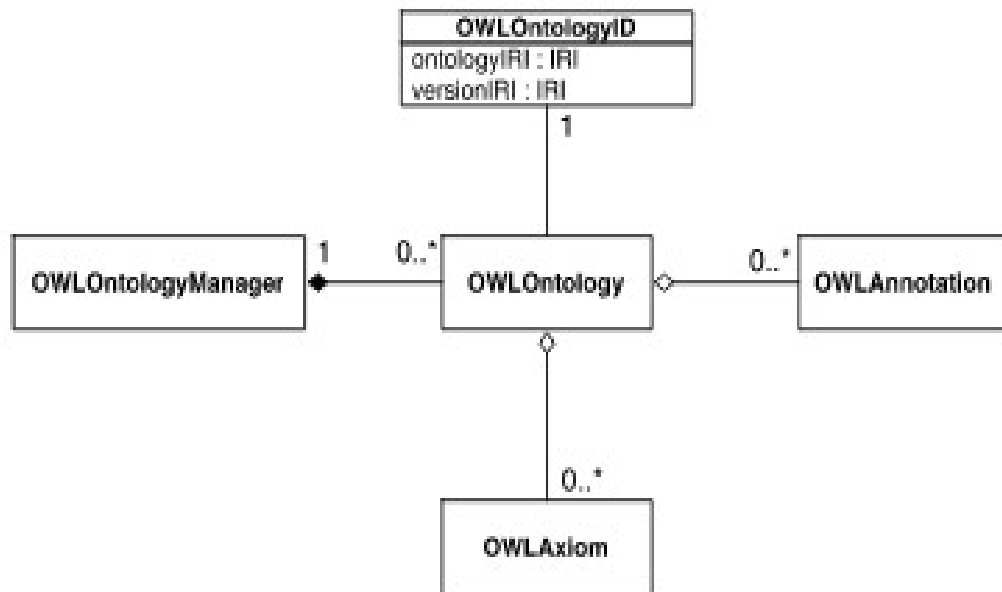 OWLOntologyID
ontologyIRI : IRI
versionIRI : IRI
1
1
0..*
0..*
OWLOntologyManager
OWLOntology
OWLAnnotation
0..*
OWLAxiom